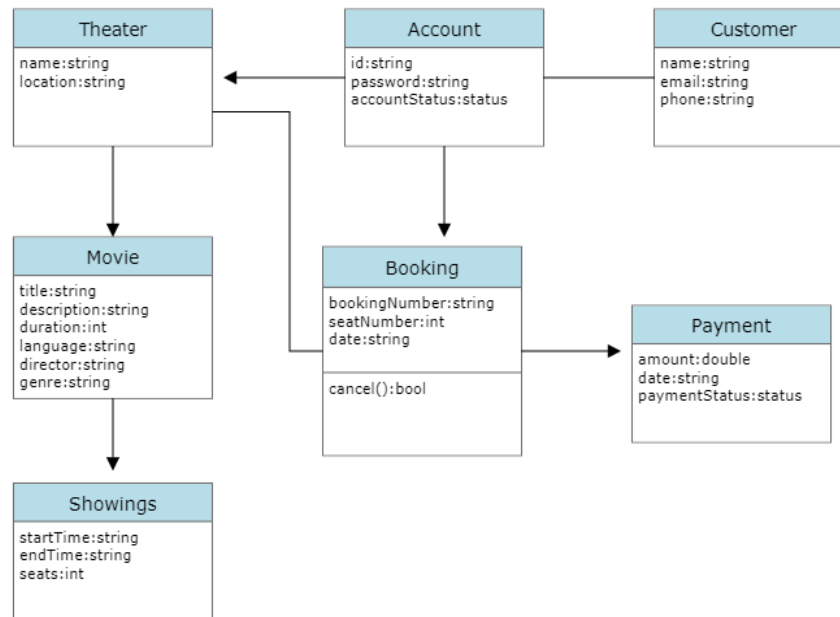 Theater
name:string
location:string
Account
id:string
password:string
accountStatus:status
Customer
name:string
email:string
phone:string
Movie
title:string
description:string
duration:int
language:string
director:string
genre:string
Booking
bookingNumber:string
seatNumber:int
date:string
cancel():bool
Payment
amount:double
date:string
paymentStatus:status
Showings
startTime:string
endTime:string
seats:int